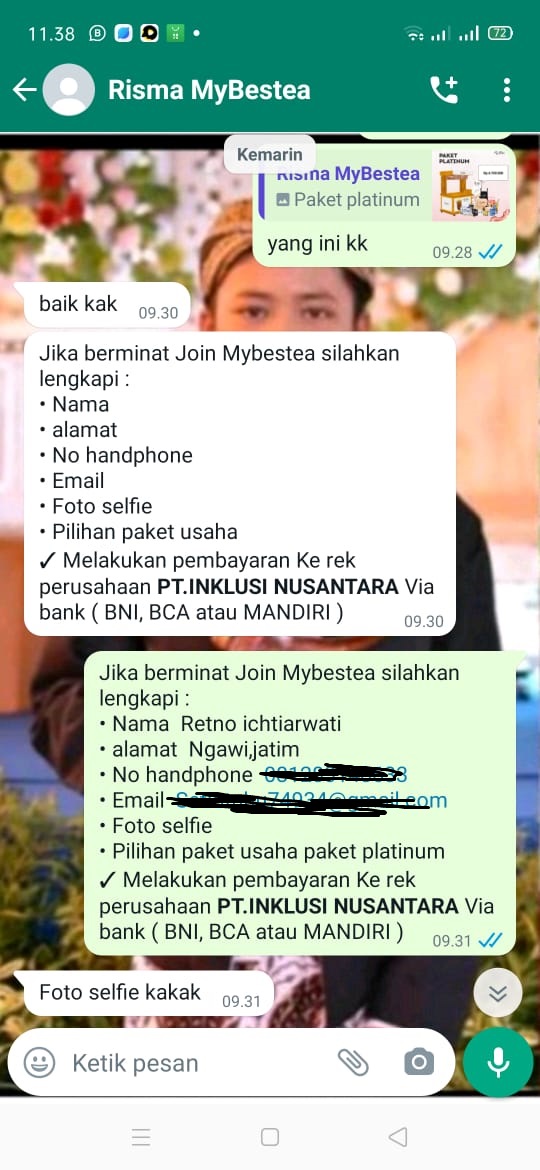 11.38
72
Risma MyBestea
Kemarin
Risma MyBestea
Paket platinum
PAKET
PLATINUM
yang ini kk
09.28
baik kak
09.30
Jika berminat Join Mybestea silahkan
lengkapi :
• Nama
• alamat
• No handphone
• Email
• Foto selfie
• Pilihan paket usaha
✓ Melakukan pembayaran Ke rek
perusahaan PT.INKLUSI NUSANTARA Via
bank ( BNI, BCA atau MANDIRI )
09.30
Jika berminat Join Mybestea silahkan
lengkapi :
• Nama Retno ichtiarwati
• alamat Ngawi,jatim
• No handphone
• Email
• Foto selfie
• Pilihan paket usaha paket platinum
✓ Melakukan pembayaran Ke rek
perusahaan PT.INKLUSI NUSANTARA Via
bank ( BNI, BCA atau MANDIRI )
09.31
Foto selfie kakak
09.31
Ketik pesan